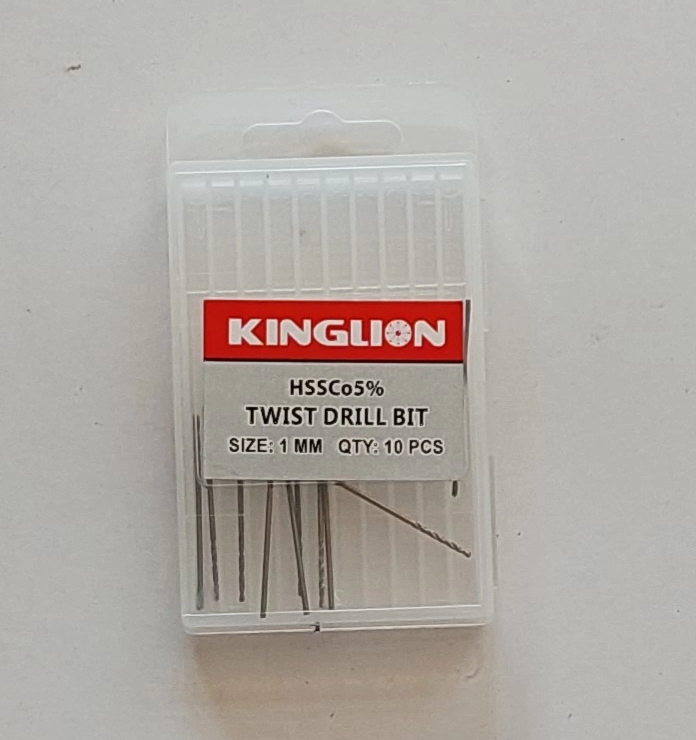 KINGLION
HSSCo5%
TWIST DRILL BIT
SIZE: 1 MM QTY: 10 PCS